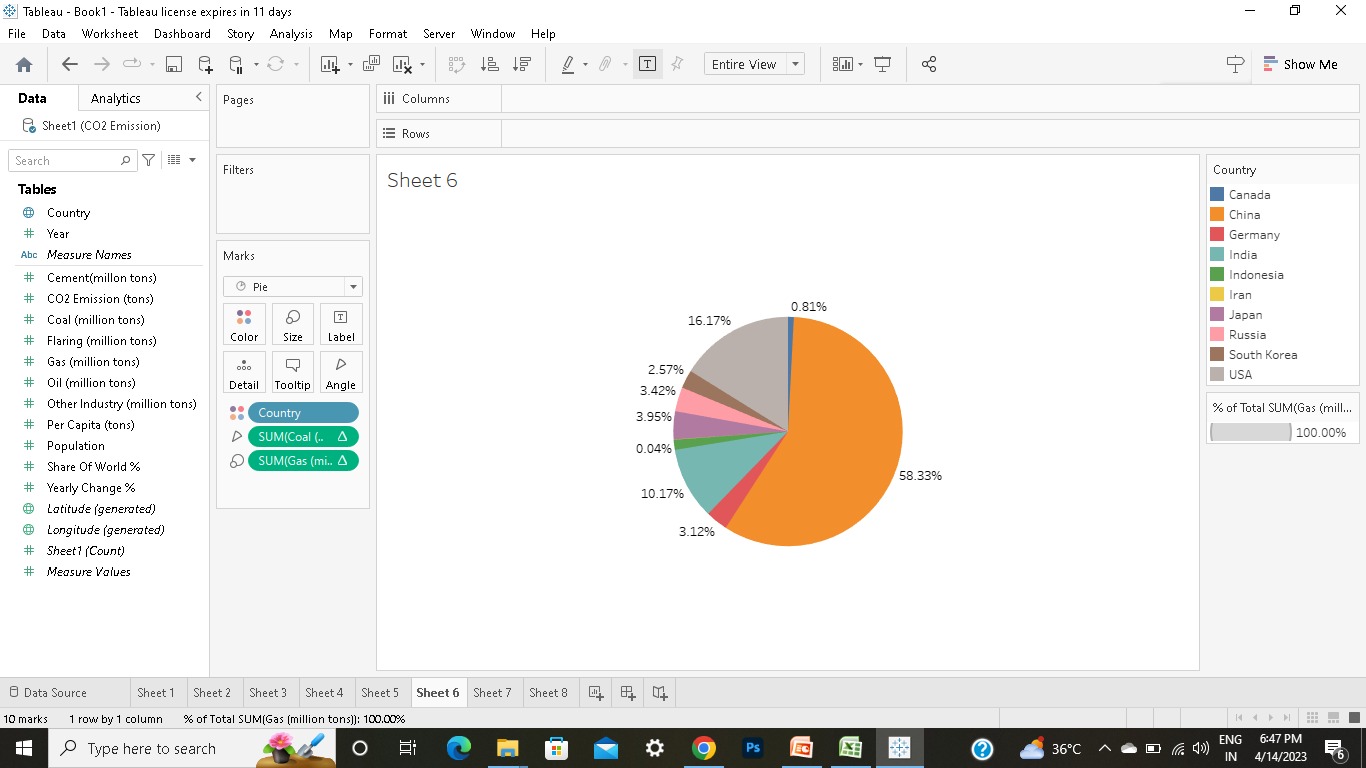 Tableau - Book1 - Tableau license expires in 11 days
File Data Worksheet Dashboard Story Analysis Map Format Server Window Help
Entire View
Show Me
Data Analytics
Sheet1 (CO2 Emission)
Search
Tables
Country
Year
Abc Measure Names
Cement(millon tons)
CO2 Emission (tons)
Coal (million tons)
Flaring (million tons)
Gas (million tons)
Oil (million tons)
Other Industry (million tons)
Per Capita (tons)
Population
Share Of World %
Yearly Change %
Latitude (generated)
Longitude (generated)
Sheet1 (Count)
Measure Values
Pages
Filters
Marks
Pie
Color Size Label
Detail Tooltip Angle
Country
SUM(Coal (.. Δ
SUM(Gas (mi.. Δ
Columns
Rows
Sheet 6
0.81%
16.17%
2.57%
3.42%
3.95%
0.04%
58.33%
10.17%
3.12%
Country
Canada
China
Germany
India
Indonesia
Iran
Japan
Russia
South Korea
USA
% of Total SUM(Gas (mill...
100.00%
Data Source Sheet 1 Sheet 2 Sheet 3 Sheet 4 Sheet 5 Sheet 6 Sheet 7 Sheet 8
10 marks 1 row by 1 column % of Total SUM(Gas (million tons)): 100.00%
Type here to search
Ps
36°C
ENG
IN
6:47 PM
4/14/2023
6